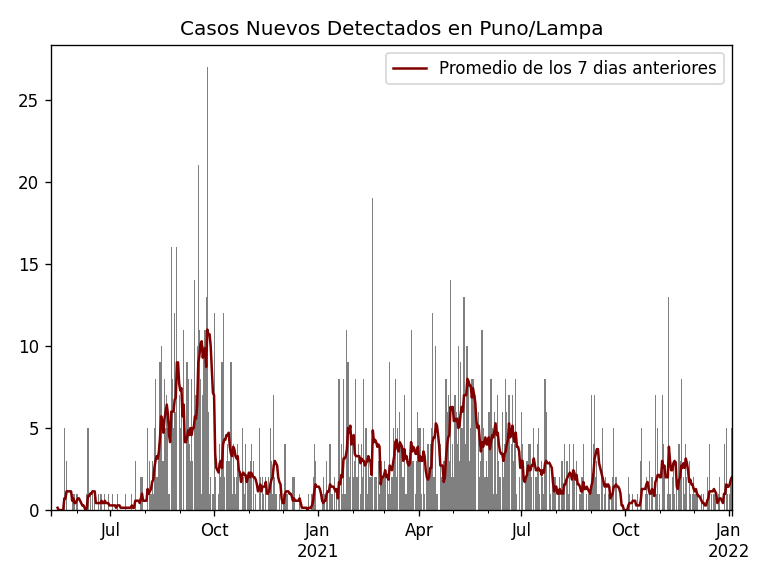 Casos Nuevos Detectados en Puno/Lampa
Promedio de los 7 dias anteriores
25
20
15
10
5
0
Jul
Oct
Jan
2021
Apr
Jul
Oct
Jan
2022